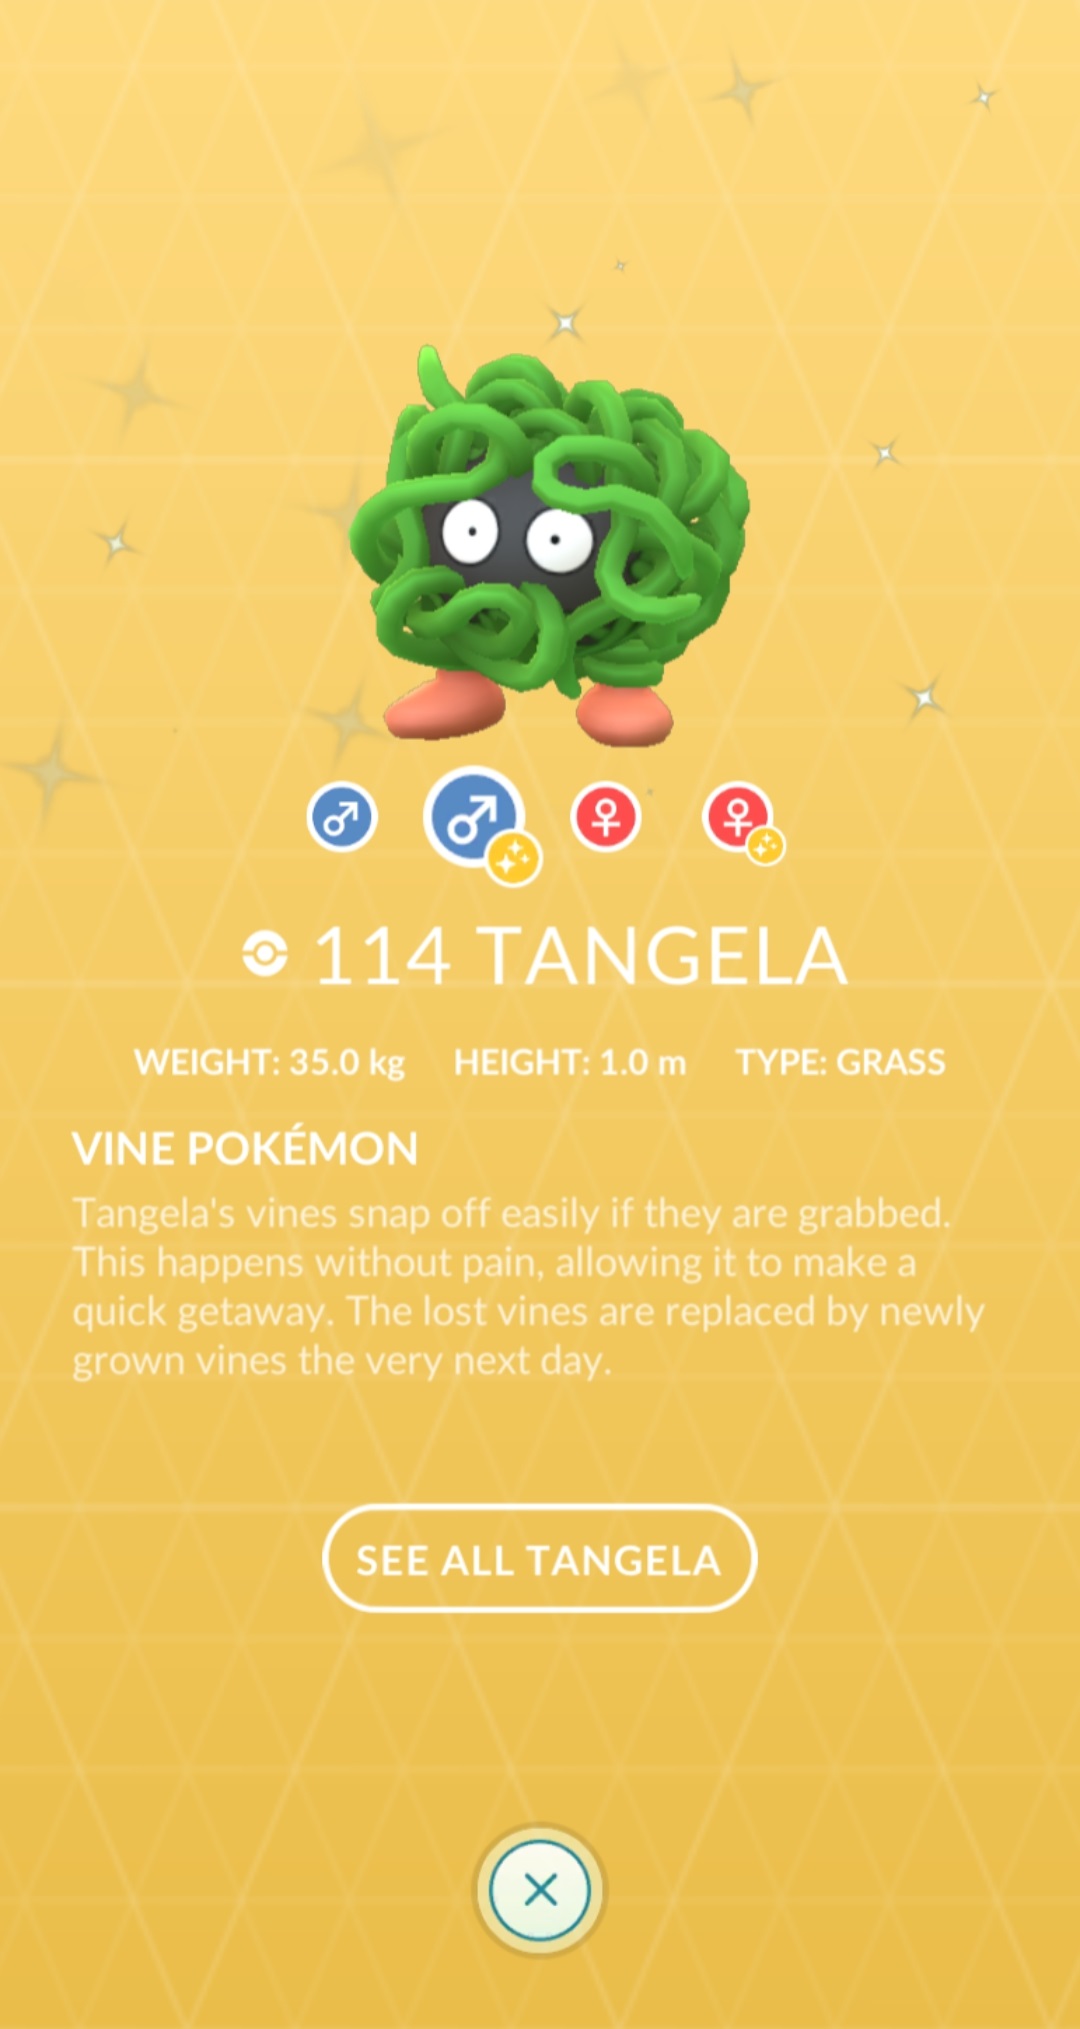 114 TANGELA
WEIGHT: 35.0 kg HEIGHT: 1.0 m TYPE: GRASS
VINE POKÉMON
Tangela's vines snap off easily if they are grabbed.
This happens without pain, allowing it to make a
quick getaway. The lost vines are replaced by newly
grown vines the very next day.
SEE ALL TANGELA